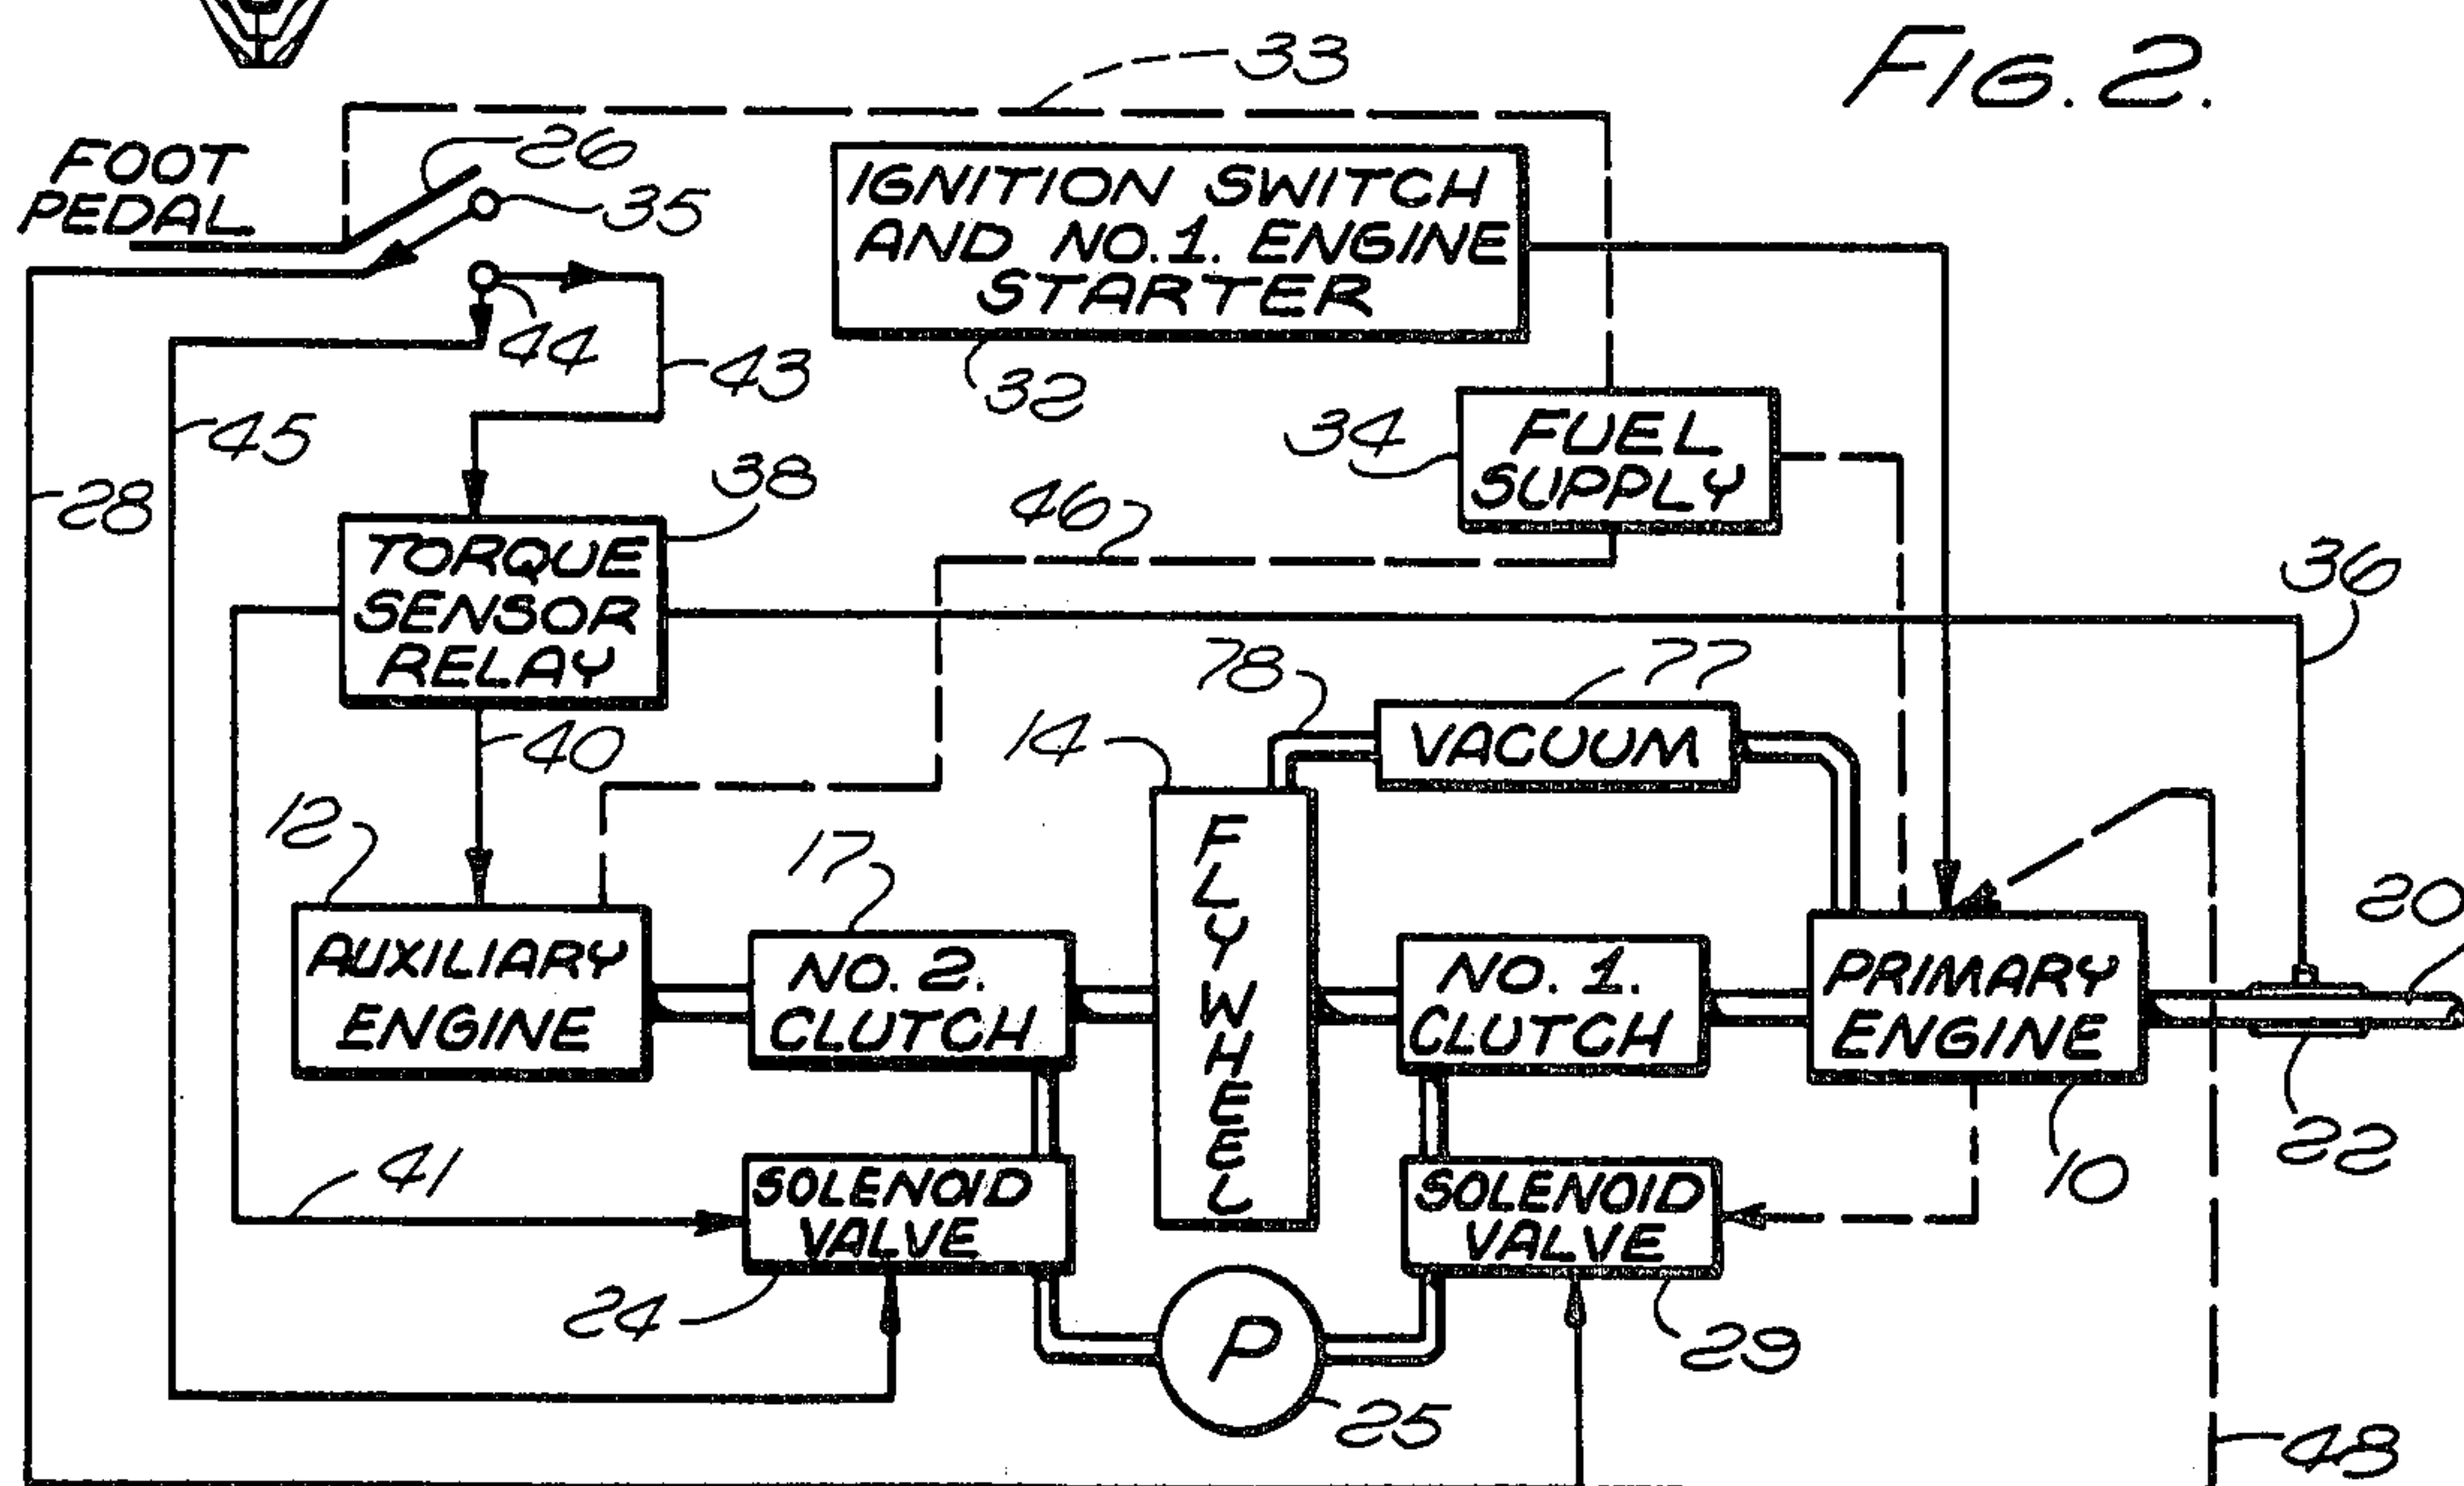 FIG. 2.
33
FOOT
PEDAL
26
35
IGNITION SWITCH
AND NO.1. ENGINE
STARTER
44
43
32
45
34
FUEL
SUPPLY
28
38
46
36
TORQUE
SENSOR
RELAY
78
77
40
14
VACUUM
12
17
FLYWHEEL
20
AUXILIARY
ENGINE
NO. 2.
CLUTCH
NO. 1.
CLUTCH
PRIMARY
ENGINE
22
10
41
SOLENOID
VALVE
SOLENOID
VALVE
24
P
29
25
48